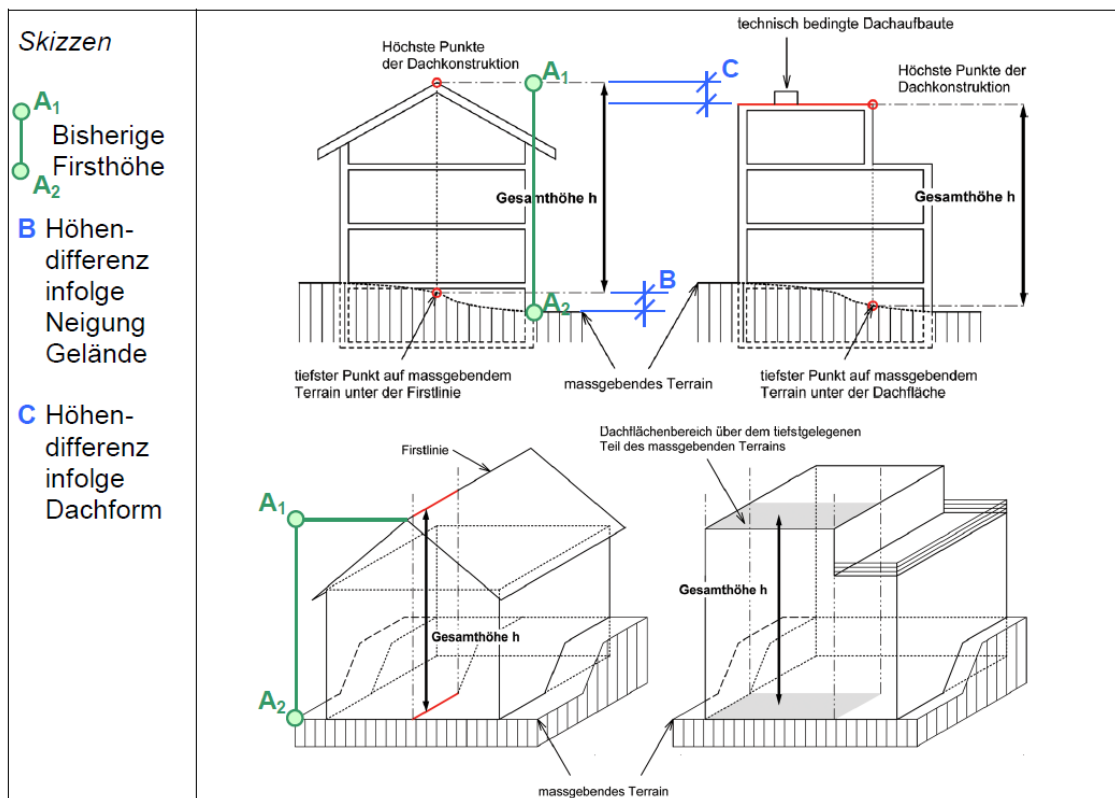 Skizzen
A1
Bisherige
Firsthöhe
A2
B Höhen-
differenz
infolge
Neigung
Gelände
C Höhen-
differenz
infolge
Dachform
Höchste Punkte
der Dachkonstruktion
A1
C
technisch bedingte Dachaufbaute
Höchste Punkte der
Dachkonstruktion
Gesamthöhe h
Gesamthöhe h
B
A2
tiefster Punkt auf massgebendem
Terrain unter der Firstlinie
massgebendes Terrain
tiefster Punkt auf massgebendem
Terrain unter der Dachfläche
Firstlinie
Dachflächenbereich über dem tiefstgelegenen
Teil des massgebenden Terrains
A1
Gesamthöhe h
Gesamthöhe h
A2
massgebendes Terrain